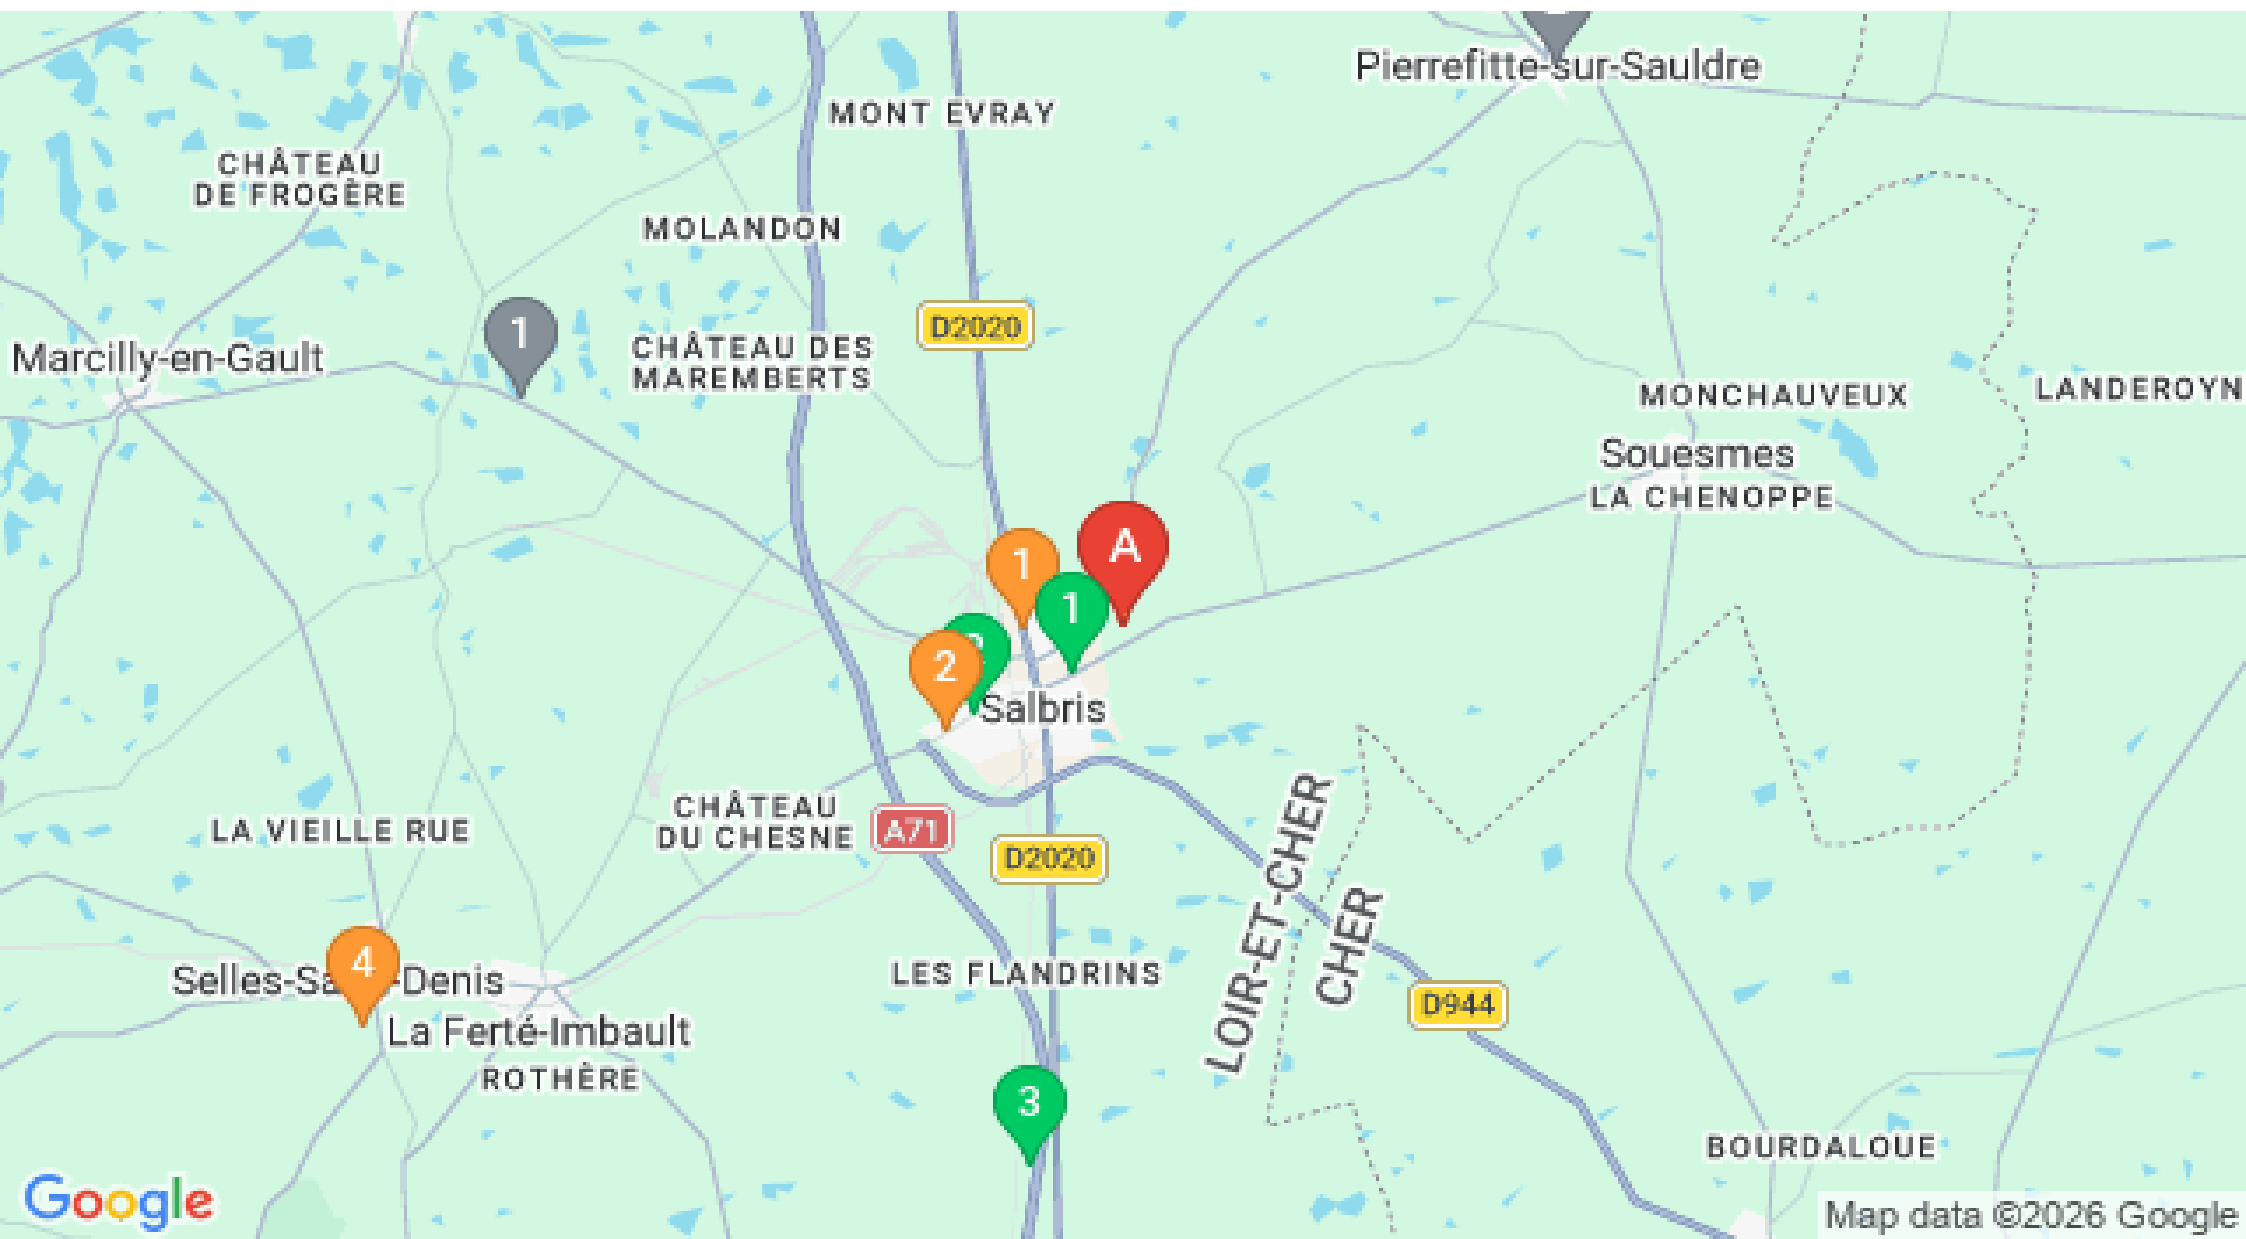 Pierrefitte-sur-Sauldre
MONT EVRAY
CHÂTEAU
DE FROGÈRE
MOLANDON
D2020
1
Marcilly-en-Gault
CHÂTEAU DES
MAREMBERTS
MONCHAUVEUX
LANDEROYN
Souesmes
LA CHENOPPE
A
1
1
2
Salbris
CHÂTEAU
DU CHESNE
A71
LA VIEILLE RUE
D2020
LOIR-ET-CHER
CHER
4
Selles-Sa
-Denis
LES FLANDRINS
D944
La Ferté-Imbault
ROTHÈRE
3
BOURDALOUE
Google
Map data ©2026 Google